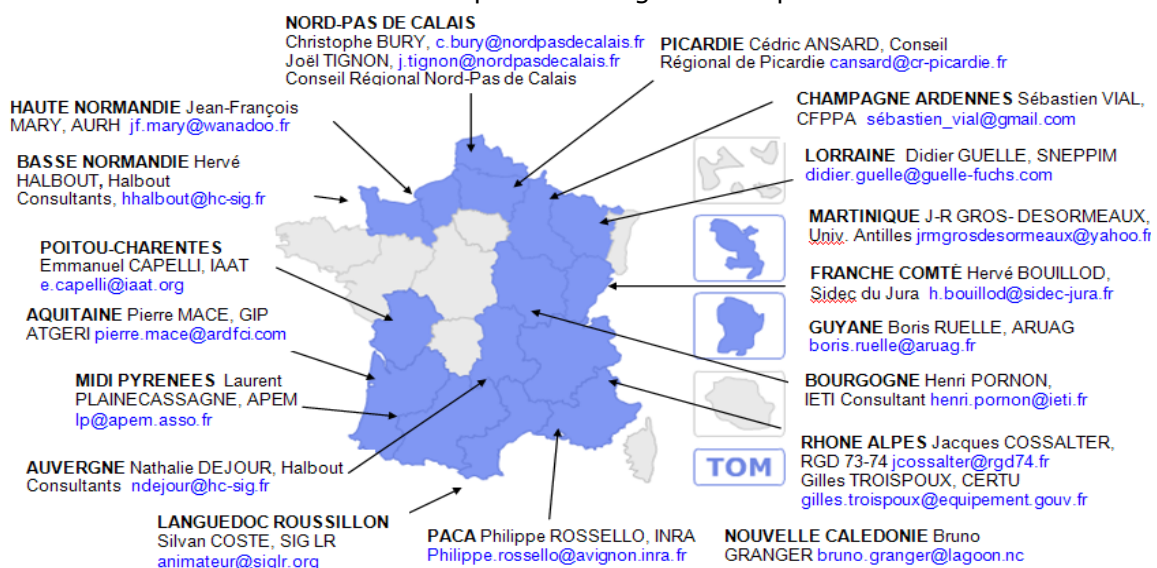 NORD-PAS DE CALAIS
Christophe BURY, c.bury@nordpasdecalais.fr
Joël TIGNON, j.tignon@nordpasdecalais.fr
Conseil Régional Nord-Pas de Calais
PICARDIE Cédric ANSARD, Conseil
Régional de Picardie cansard@cr-picardie.fr
HAUTE NORMANDIE Jean-François
MARY, AURH jf.mary@wanadoo.fr
CHAMPAGNE ARDENNES Sébastien VIAL,
CFPPA sébastien_vial@gmail.com
BASSE NORMANDIE Hervé
HALBOUT, Halbout
Consultants, hhalbout@hc-sig.fr
LORRAINE Didier GUELLE, SNEPPIM
didier.guelle@guelle-fuchs.com
MARTINIQUE J-R GROS- DESORMEAUX,
Univ. Antilles jrmgrosdesormeaux@yahoo.fr
POITOU-CHARENTES
Emmanuel CAPELLI, IAAT
e.capelli@iaat.org
FRANCHE COMTÉ Hervé BOUILLOD,
Sidec du Jura h.bouillod@sidec-jura.fr
AQUITAINE Pierre MACE, GIP
ATGERI pierre.mace@ardfci.com
GUYANE Boris RUELLE, ARUAG
boris.ruelle@aruag.fr
MIDI PYRENEES Laurent
PLAINECASSAGNE, APEM
lp@apem.asso.fr
BOURGOGNE Henri PORNON,
IETI Consultant henri.pornon@ieti.fr
AUVERGNE Nathalie DEJOUR, Halbout
Consultants ndejour@hc-sig.fr
TOM
RHONE ALPES Jacques COSSALTER,
RGD 73-74 jcossalter@rgd74.fr
Gilles TROISPOUX, CERTU
gilles.troispoux@equipement.gouv.fr
LANGUEDOC ROUSSILLON
Silvan COSTE, SIG LR
animateur@siglr.org
PACA Philippe ROSSELLO, INRA
Philippe.rossello@avignon.inra.fr
NOUVELLE CALEDONIE Bruno
GRANGER bruno.granger@lagoon.nc